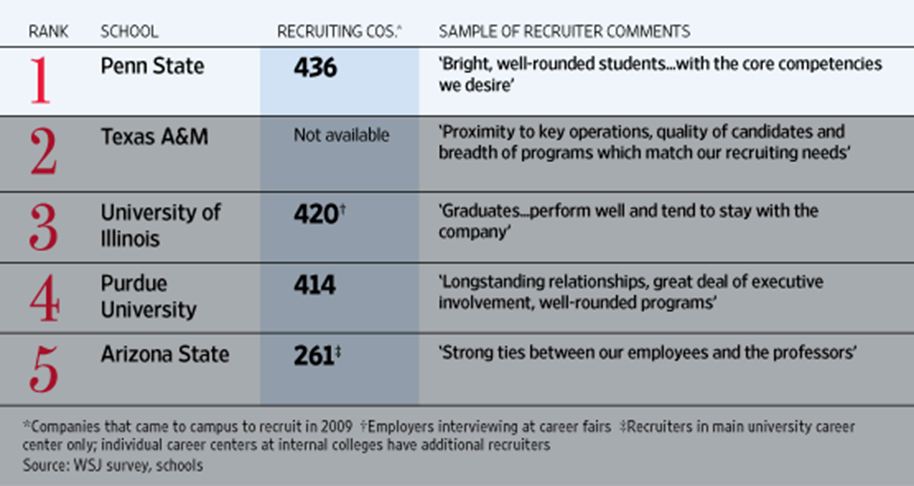 RANK SCHOOL RECRUITING COS.* SAMPLE OF RECRUITER COMMENTS
1 Penn State 436 ‘Bright, well-rounded students...with the core competencies
we desire’
2 Texas A&M Not available ‘Proximity to key operations, quality of candidates and
breadth of programs which match our recruiting needs’
3 University of 420† ‘Graduates...perform well and tend to stay with the
Illinois company’
4 Purdue 414 ‘Longstanding relationships, great deal of executive
University involvement, well-rounded programs’
5 Arizona State 261‡ ‘Strong ties between our employees and the professors’
*Companies that came to campus to recruit in 2009 †Employers interviewing at career fairs ‡Recruiters in main university career
center only; individual career centers at internal colleges have additional recruiters
Source: WSJ survey, schools